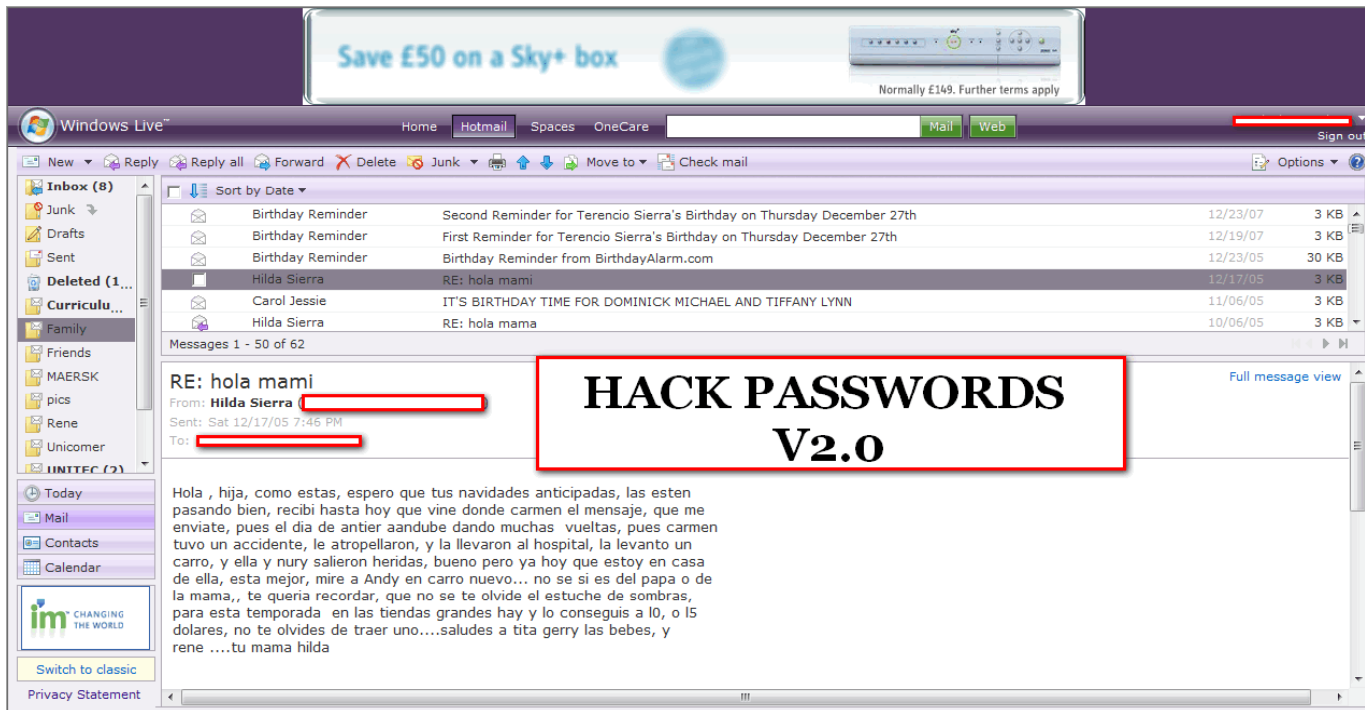 Save £50 on a Sky+ box
Normally £149. Further terms apply
Windows Live™
Home Hotmail Spaces OneCare Mail Web
Sign out
New Reply Reply all Forward Delete Junk Move to Check mail Options
Inbox (8)
Junk
Drafts
Sent
Deleted (1...
Curriculu...
Family
Friends
MAERSK
pics
Rene
Unicomer
UNITEC (2)
Today
Mail
Contacts
Calendar
im™ CHANGING
THE WORLD
Switch to classic
Privacy Statement
Sort by Date
Birthday Reminder Second Reminder for Terencio Sierra's Birthday on Thursday December 27th 12/23/07 3 KB
Birthday Reminder First Reminder for Terencio Sierra's Birthday on Thursday December 27th 12/19/07 3 KB
Birthday Reminder Birthday Reminder from BirthdayAlarm.com 12/23/05 30 KB
Hilda Sierra RE: hola mami 12/17/05 3 KB
Carol Jessie IT'S BIRTHDAY TIME FOR DOMINICK MICHAEL AND TIFFANY LYNN 11/06/05 3 KB
Hilda Sierra RE: hola mama 10/06/05 3 KB
Messages 1 - 50 of 62
RE: hola mami
Full message view
From: Hilda Sierra (
Sent: Sat 12/17/05 7:46 PM
To:
HACK PASSWORDS
V2.0
Hola , hija, como estas, espero que tus navidades anticipadas, las esten
pasando bien, recibi hasta hoy que vine donde carmen el mensaje, que me
enviate, pues el dia de antier aandube dando muchas vueltas, pues carmen
tuvo un accidente, le atropellaron, y la llevaron al hospital, la levanto un
carro, y ella y nury salieron heridas, bueno pero ya hoy que estoy en casa
de ella, esta mejor, mire a Andy en carro nuevo... no se si es del papa o de
la mama,, te queria recordar, que no se te olvide el estuche de sombras,
para esta temporada en las tiendas grandes hay y lo conseguis a l0, o l5
dolares, no te olvides de traer uno....saludes a tita gerry las bebes, y
rene ....tu mama hilda